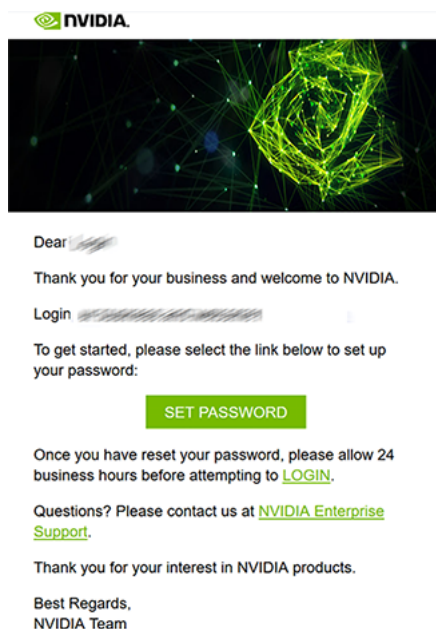 NVIDIA.
Dear
Thank you for your business and welcome to NVIDIA.
Login
To get started, please select the link below to set up
your password:
SET PASSWORD
Once you have reset your password, please allow 24
business hours before attempting to LOGIN.
Questions? Please contact us at NVIDIA Enterprise
Support.
Thank you for your interest in NVIDIA products.
Best Regards,
NVIDIA Team